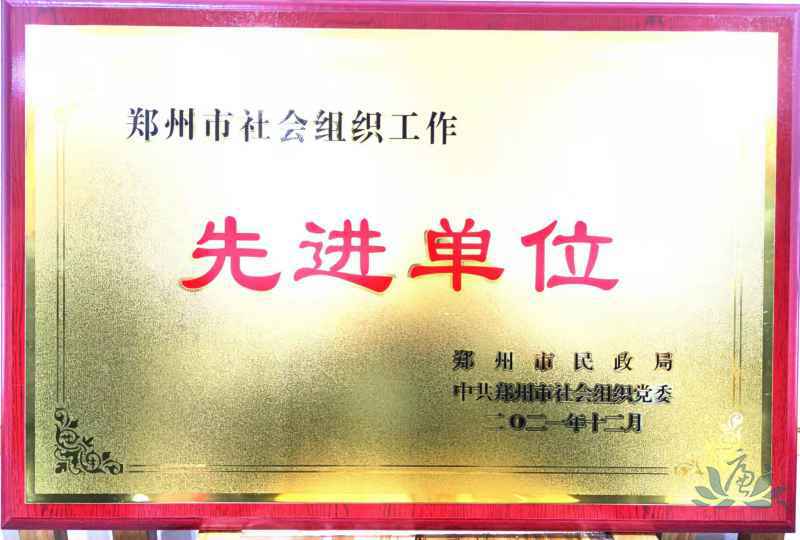 郑州市社会组织工作
先进单位
郑州市民政局
中共郑州市社会组织党委
二〇二一年十二月
廉